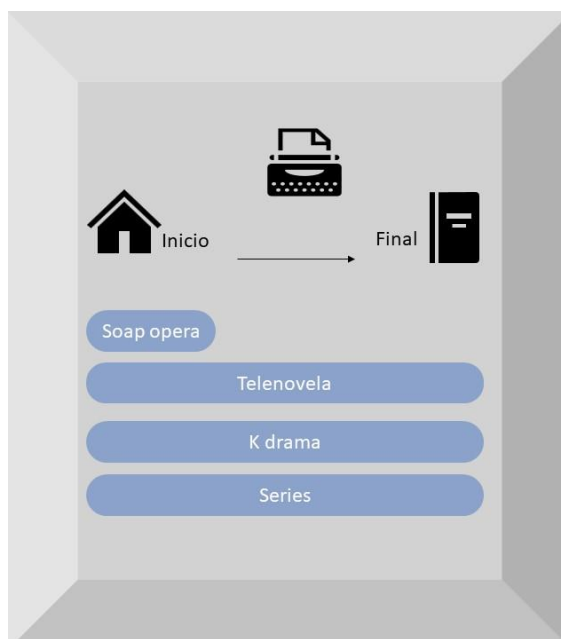 Inicio
Final
Soap opera
Telenovela
K drama
Series